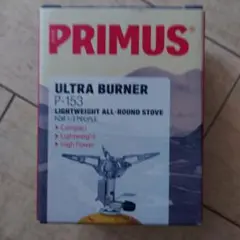 PRIMUS®
ULTRA BURNER
P-153
LIGHTWEIGHT ALL-ROUND STOVE
FOR 1-3 PEOPLE
> Compact
> Lightweight
> High Power